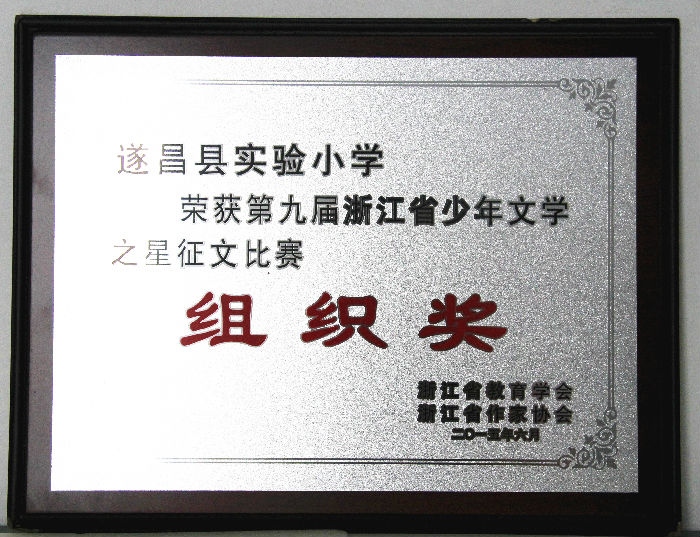 遂昌县实验小学
荣获第九届浙江省少年文学
之星征文比赛
组织奖
浙江省教育学会
浙江省作家协会
二〇一五年六月